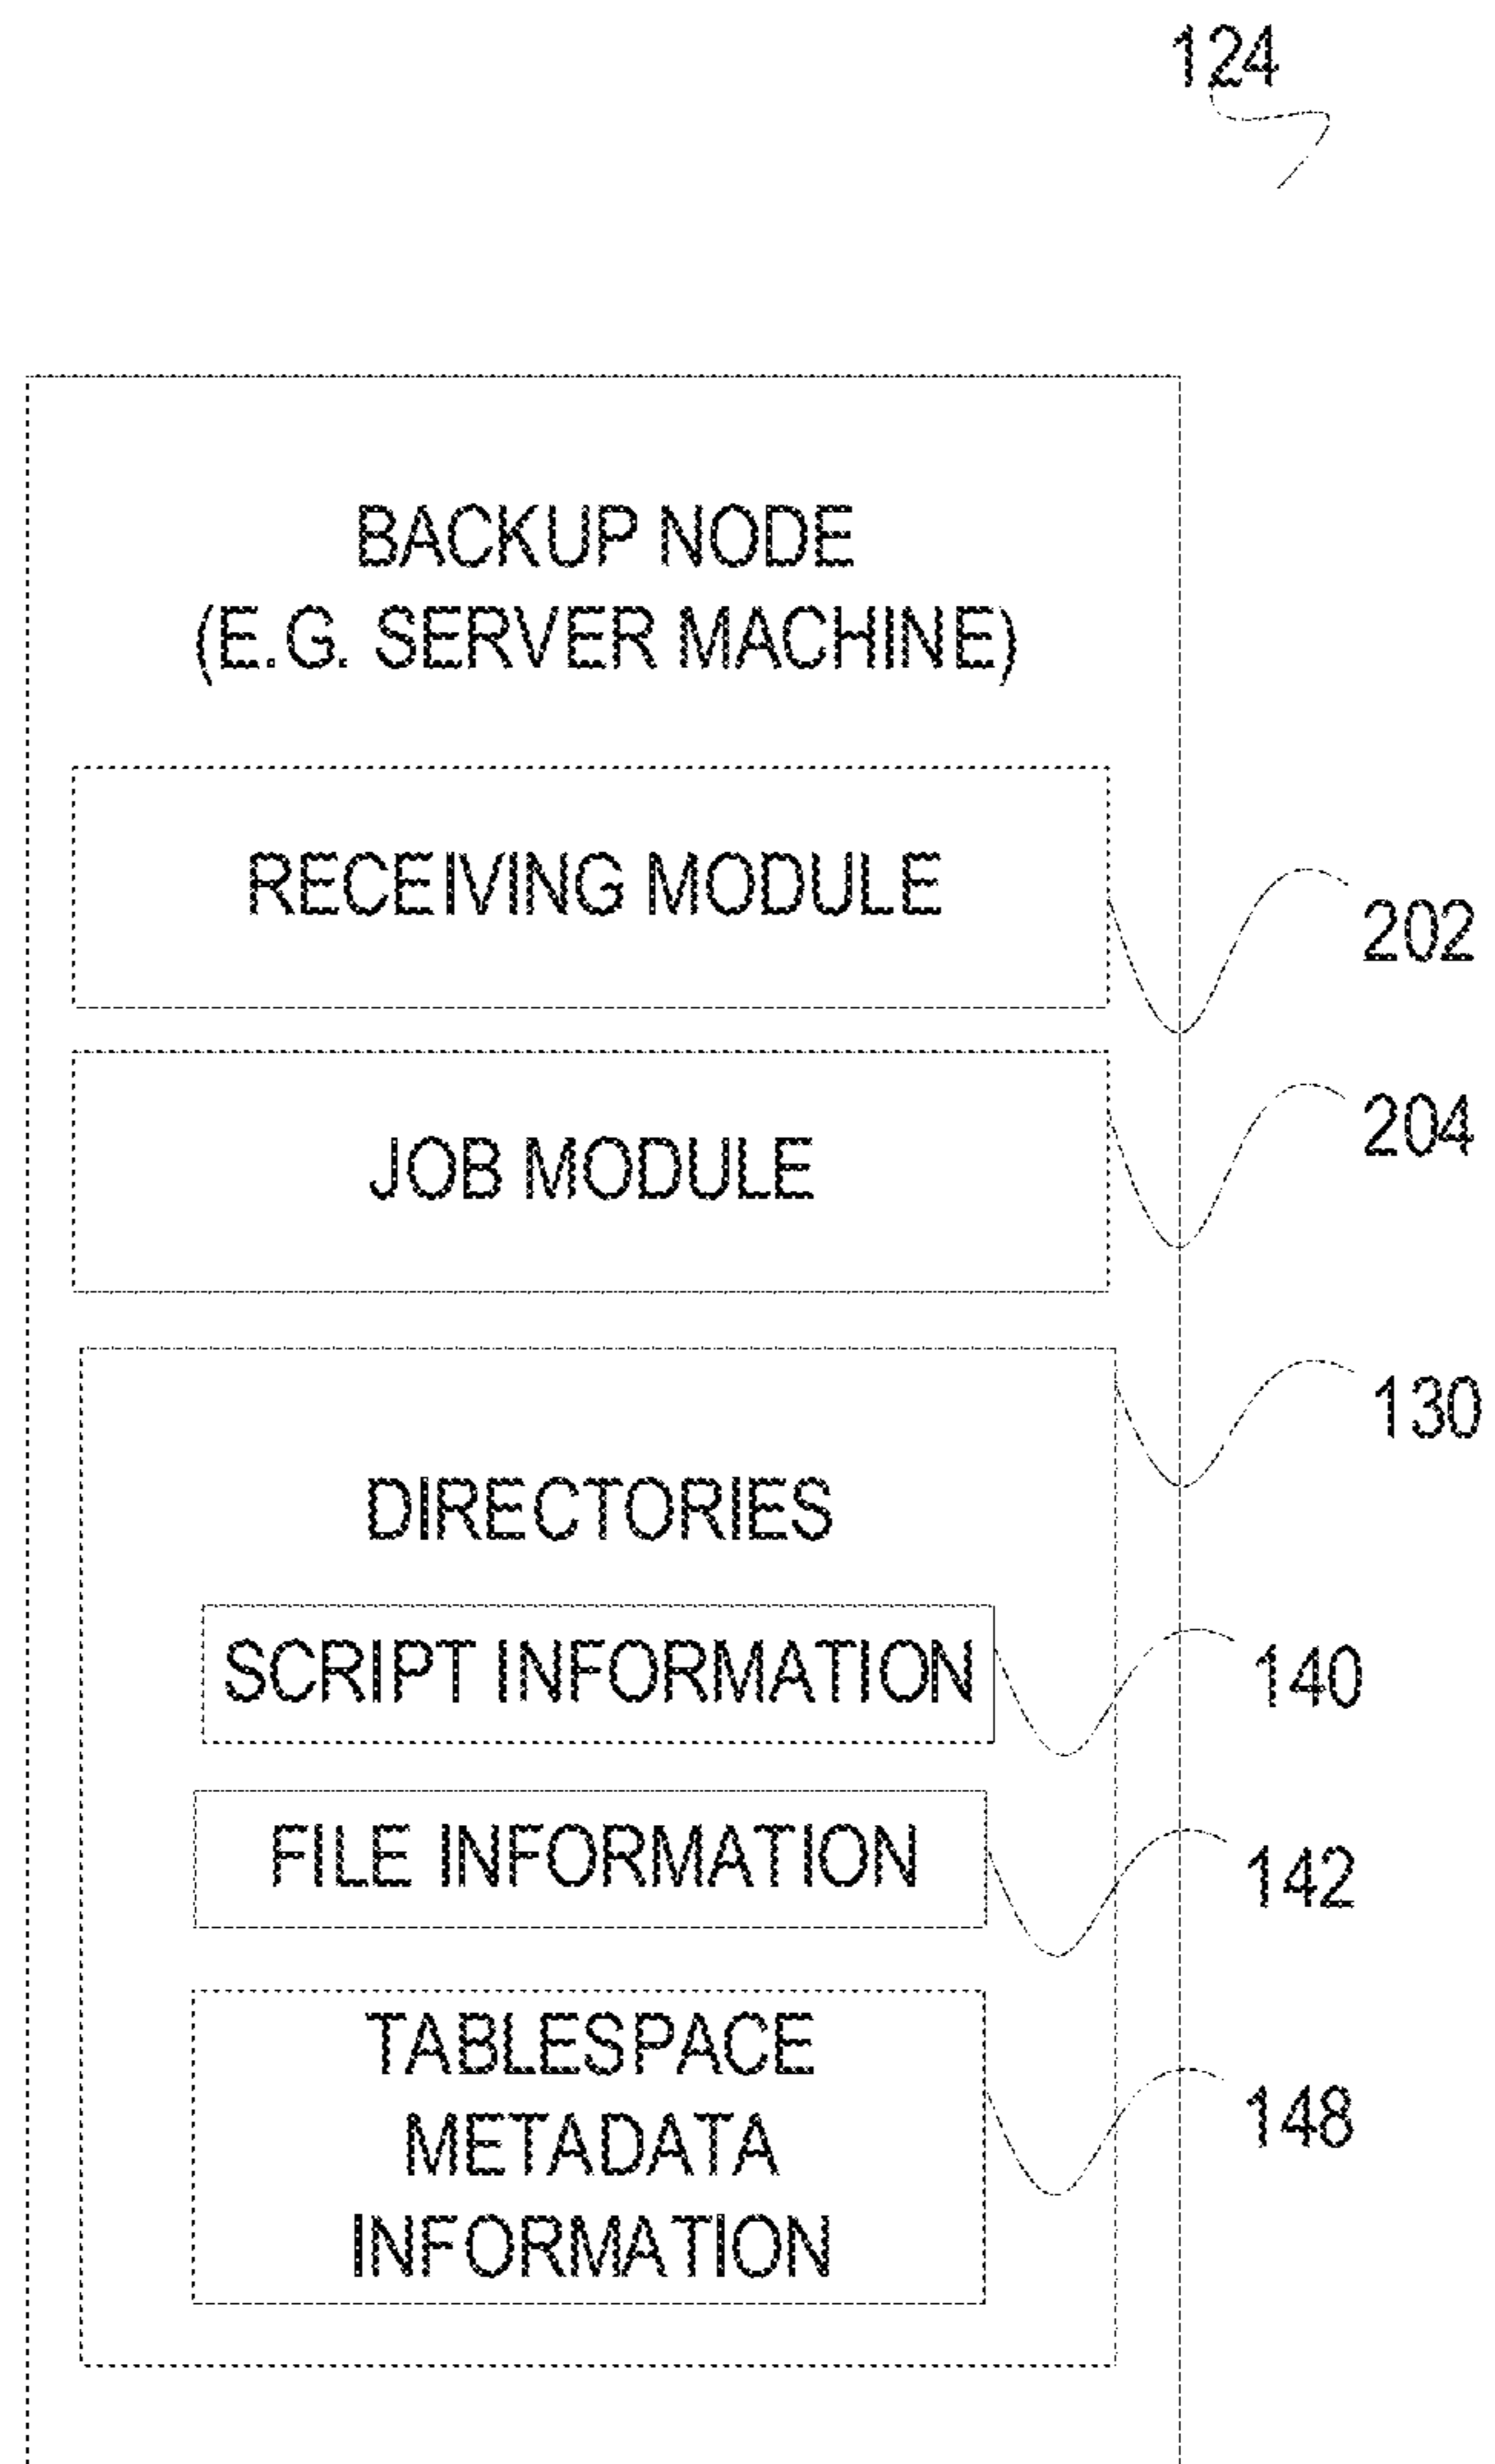 124
BACKUP NODE
(E.G. SERVER MACHINE)
RECEIVING MODULE
202
JOB MODULE
204
130
DIRECTORIES
SCRIPT INFORMATION
140
FILE INFORMATION
142
TABLESPACE
METADATA
INFORMATION
148